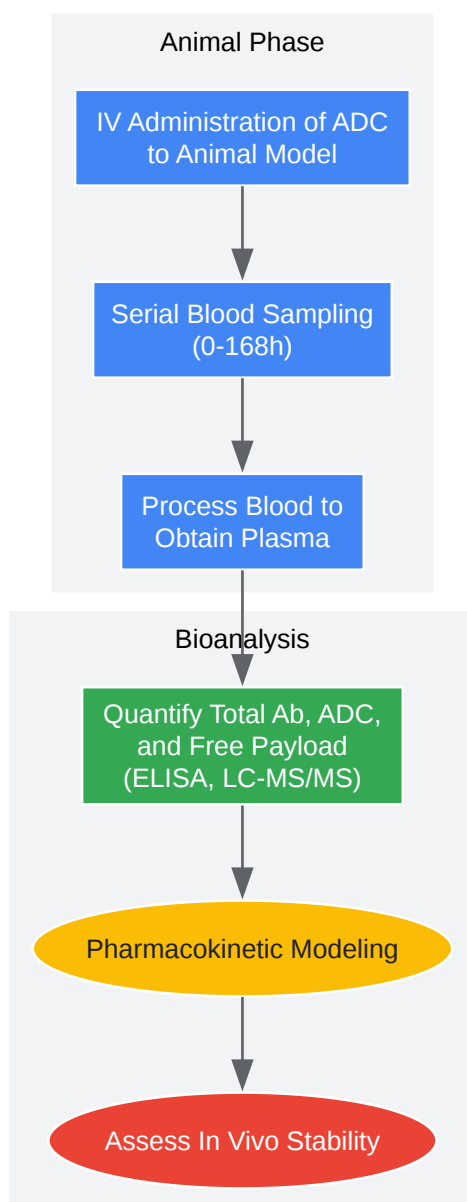 Animal Phase
IV Administration of ADC
to Animal Model
Serial Blood Sampling
(0-168h)
Process Blood to
Obtain Plasma
Bioanalysis
Quantify Total Ab, ADC,
and Free Payload
(ELISA, LC-MS/MS)
Pharmacokinetic Modeling
Assess In Vivo Stability